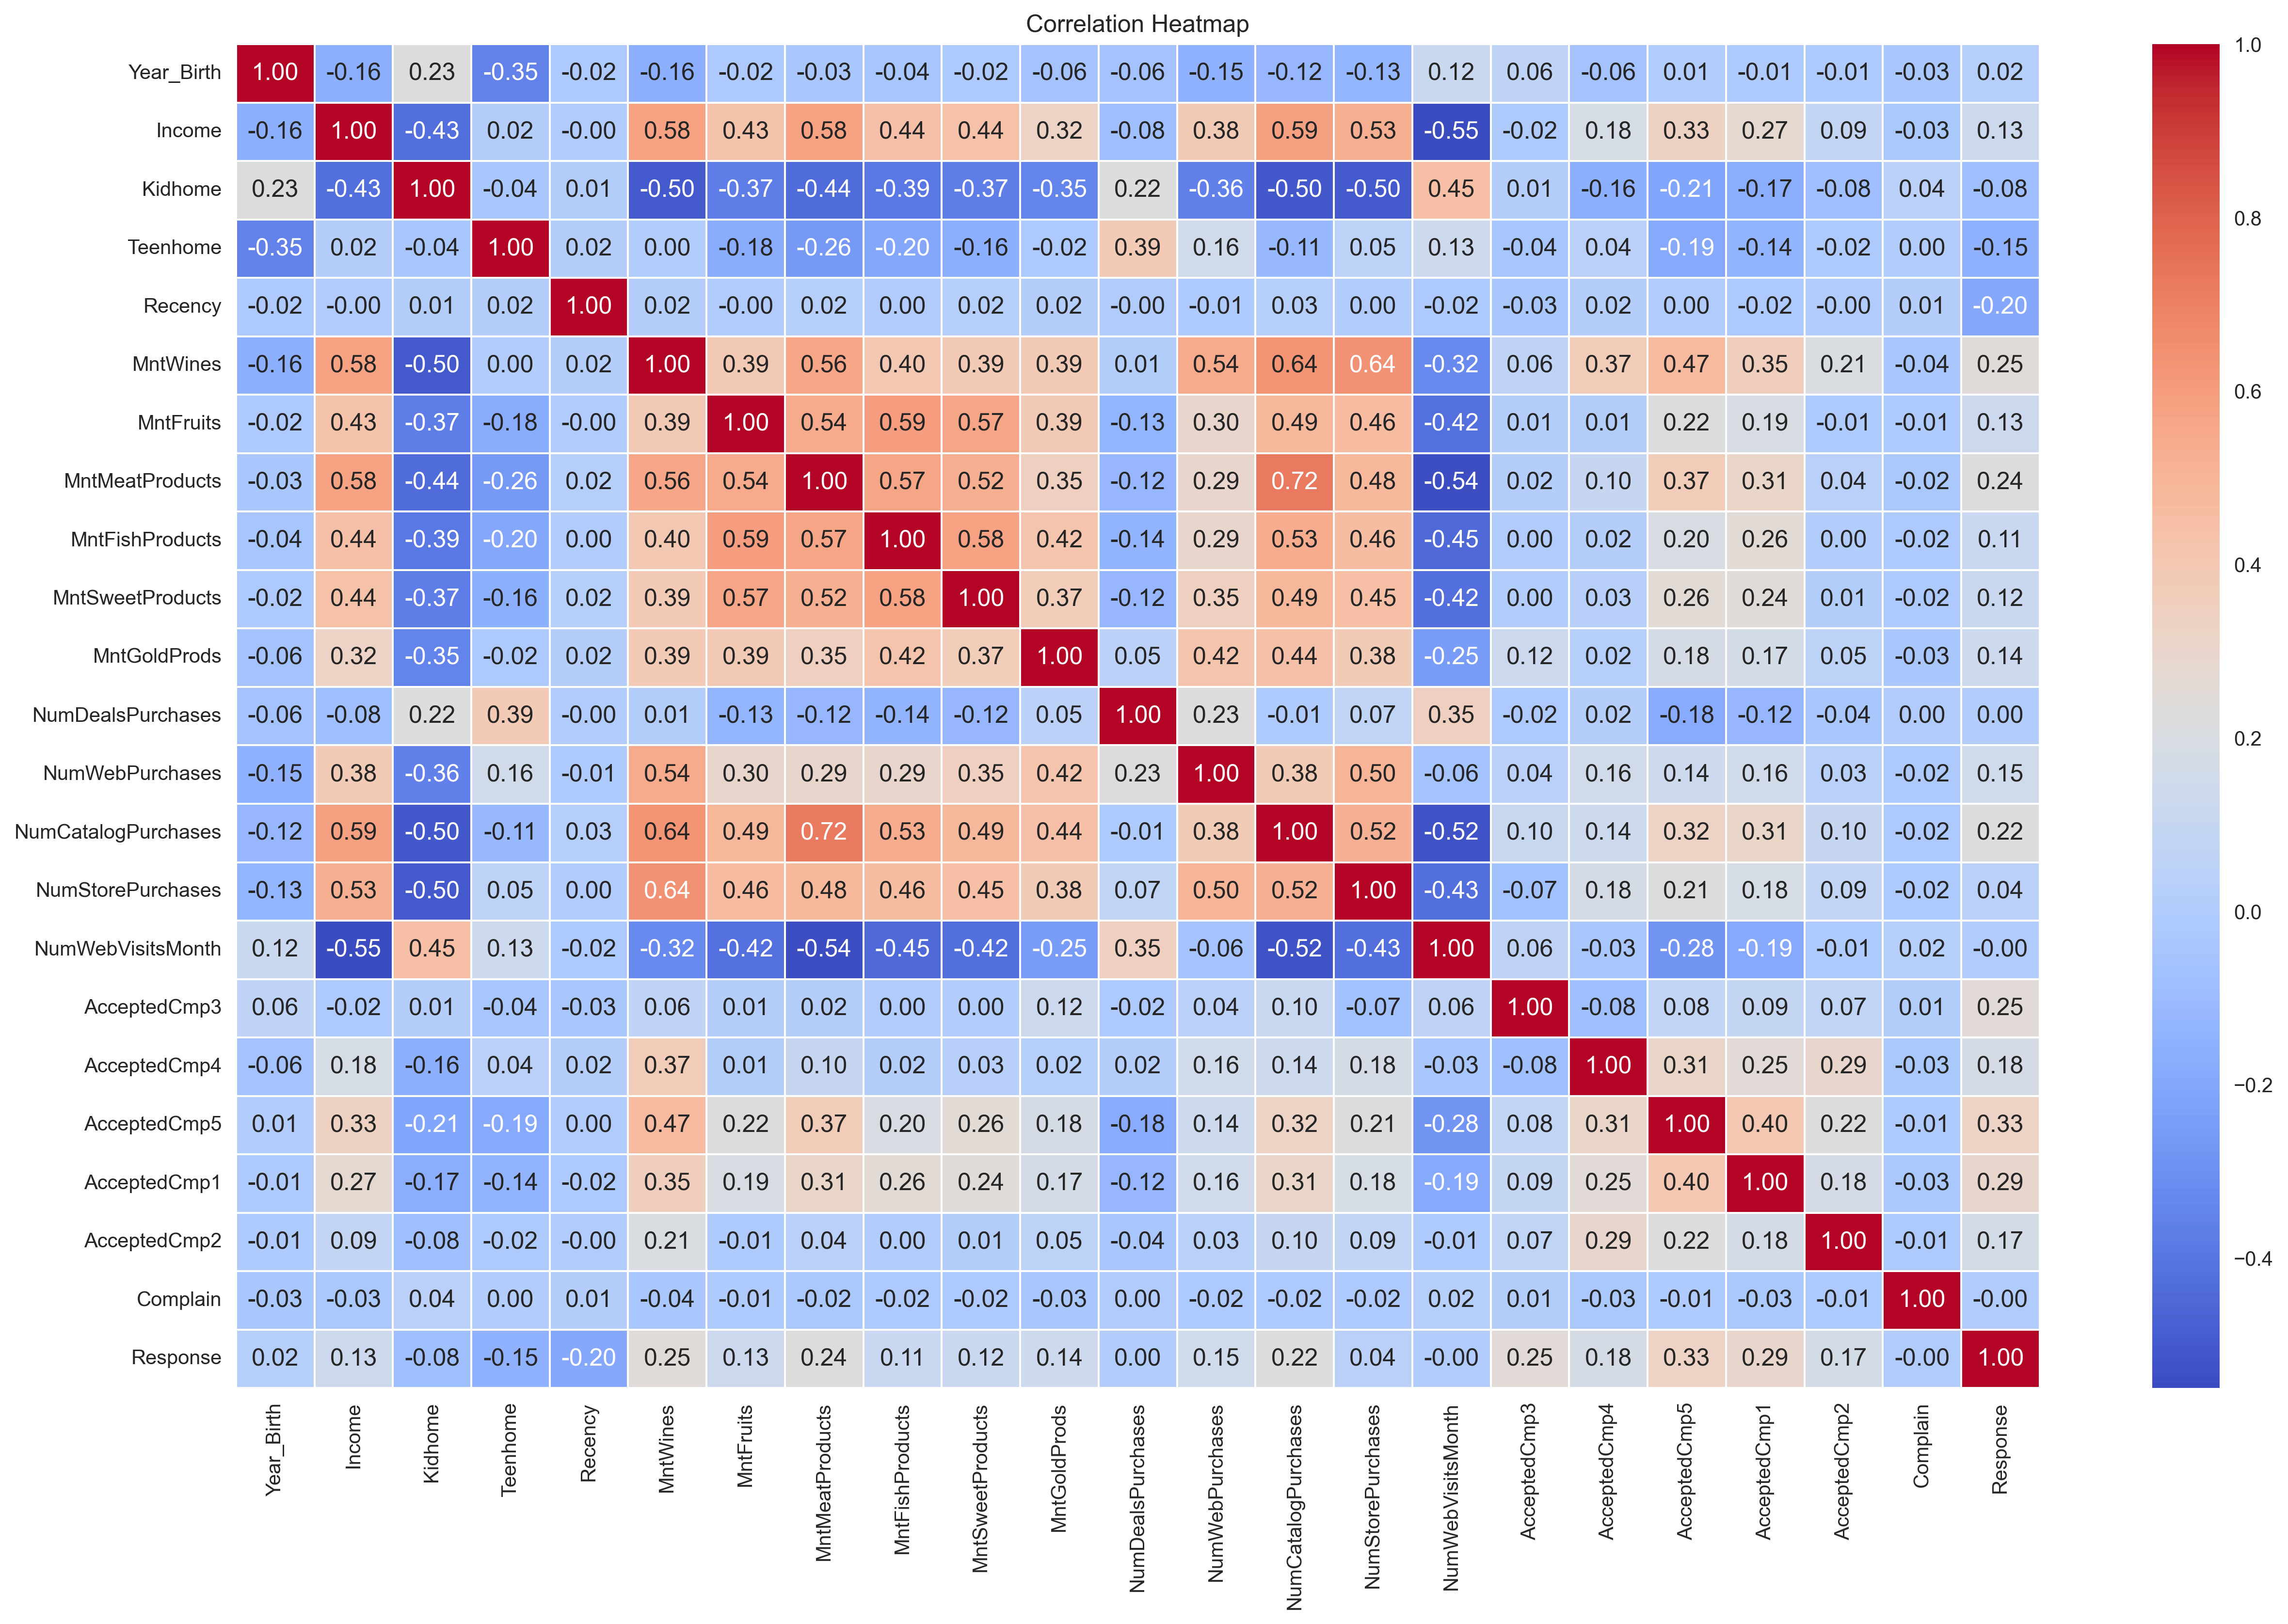 Correlation Heatmap
Year_Birth 1.00 -0.16 0.23 -0.35 -0.02 -0.16 -0.02 -0.03 -0.04 -0.02 -0.06 -0.06 -0.15 -0.12 -0.13 0.12 0.06 -0.06 0.01 -0.01 -0.01 -0.03 0.02
Income -0.16 1.00 -0.43 0.02 -0.00 0.58 0.43 0.58 0.44 0.44 0.32 -0.08 0.38 0.59 0.53 -0.55 -0.02 0.18 0.33 0.27 0.09 -0.03 0.13
Kidhome 0.23 -0.43 1.00 -0.04 0.01 -0.50 -0.37 -0.44 -0.39 -0.37 -0.35 0.22 -0.36 -0.50 -0.50 0.45 0.01 -0.16 -0.21 -0.17 -0.08 0.04 -0.08
Teenhome -0.35 0.02 -0.04 1.00 0.02 0.00 -0.18 -0.26 -0.20 -0.16 -0.02 0.39 0.16 -0.11 0.05 0.13 -0.04 0.04 -0.19 -0.14 -0.02 0.00 -0.15
Recency -0.02 -0.00 0.01 0.02 1.00 0.02 -0.00 0.02 0.00 0.02 0.02 -0.00 -0.01 0.03 0.00 -0.02 -0.03 0.02 0.00 -0.02 -0.00 0.01 -0.20
MntWines -0.16 0.58 -0.50 0.00 0.02 1.00 0.39 0.56 0.40 0.39 0.39 0.01 0.54 0.64 0.64 -0.32 0.06 0.37 0.47 0.35 0.21 -0.04 0.25
MntFruits -0.02 0.43 -0.37 -0.18 -0.00 0.39 1.00 0.54 0.59 0.57 0.39 -0.13 0.30 0.49 0.46 -0.42 0.01 0.01 0.22 0.19 -0.01 -0.01 0.13
MntMeatProducts -0.03 0.58 -0.44 -0.26 0.02 0.56 0.54 1.00 0.57 0.52 0.35 -0.12 0.29 0.72 0.48 -0.54 0.02 0.10 0.37 0.31 0.04 -0.02 0.24
MntFishProducts -0.04 0.44 -0.39 -0.20 0.00 0.40 0.59 0.57 1.00 0.58 0.42 -0.14 0.29 0.53 0.46 -0.45 0.00 0.02 0.20 0.26 0.00 -0.02 0.11
MntSweetProducts -0.02 0.44 -0.37 -0.16 0.02 0.39 0.57 0.52 0.58 1.00 0.37 -0.12 0.35 0.49 0.45 -0.42 0.00 0.03 0.26 0.24 0.01 -0.02 0.12
MntGoldProds -0.06 0.32 -0.35 -0.02 0.02 0.39 0.39 0.35 0.42 0.37 1.00 0.05 0.42 0.44 0.38 -0.25 0.12 0.02 0.18 0.17 0.05 -0.03 0.14
NumDealsPurchases -0.06 -0.08 0.22 0.39 -0.00 0.01 -0.13 -0.12 -0.14 -0.12 0.05 1.00 0.23 -0.01 0.07 0.35 -0.02 0.02 -0.18 -0.12 -0.04 0.00 0.00
NumWebPurchases -0.15 0.38 -0.36 0.16 -0.01 0.54 0.30 0.29 0.29 0.35 0.42 0.23 1.00 0.38 0.50 -0.06 0.04 0.16 0.14 0.16 0.03 -0.02 0.15
NumCatalogPurchases -0.12 0.59 -0.50 -0.11 0.03 0.64 0.49 0.72 0.53 0.49 0.44 -0.01 0.38 1.00 0.52 -0.52 0.10 0.14 0.32 0.31 0.10 -0.02 0.22
NumStorePurchases -0.13 0.53 -0.50 0.05 0.00 0.64 0.46 0.48 0.46 0.45 0.38 0.07 0.50 0.52 1.00 -0.43 -0.07 0.18 0.21 0.18 0.09 -0.02 0.04
NumWebVisitsMonth 0.12 -0.55 0.45 0.13 -0.02 -0.32 -0.42 -0.54 -0.45 -0.42 -0.25 0.35 -0.06 -0.52 -0.43 1.00 0.06 -0.03 -0.28 -0.19 -0.01 0.02 -0.00
AcceptedCmp3 0.06 -0.02 0.01 -0.04 -0.03 0.06 0.01 0.02 0.00 0.00 0.12 -0.02 0.04 0.10 -0.07 0.06 1.00 -0.08 0.08 0.09 0.07 0.01 0.25
AcceptedCmp4 -0.06 0.18 -0.16 0.04 0.02 0.37 0.01 0.10 0.02 0.03 0.02 0.02 0.16 0.14 0.18 -0.03 -0.08 1.00 0.31 0.25 0.29 -0.03 0.18
AcceptedCmp5 0.01 0.33 -0.21 -0.19 0.00 0.47 0.22 0.37 0.20 0.26 0.18 -0.18 0.14 0.32 0.21 -0.28 0.08 0.31 1.00 0.40 0.22 -0.01 0.33
AcceptedCmp1 -0.01 0.27 -0.17 -0.14 -0.02 0.35 0.19 0.31 0.26 0.24 0.17 -0.12 0.16 0.31 0.18 -0.19 0.09 0.25 0.40 1.00 0.18 -0.03 0.29
AcceptedCmp2 -0.01 0.09 -0.08 -0.02 -0.00 0.21 -0.01 0.04 0.00 0.01 0.05 -0.04 0.03 0.10 0.09 -0.01 0.07 0.29 0.22 0.18 1.00 -0.01 0.17
Complain -0.03 -0.03 0.04 0.00 0.01 -0.04 -0.01 -0.02 -0.02 -0.02 -0.03 0.00 -0.02 -0.02 -0.02 0.02 0.01 -0.03 -0.01 -0.03 -0.01 1.00 -0.00
Response 0.02 0.13 -0.08 -0.15 -0.20 0.25 0.13 0.24 0.11 0.12 0.14 0.00 0.15 0.22 0.04 -0.00 0.25 0.18 0.33 0.29 0.17 -0.00 1.00
Year_Birth
Income
Kidhome
Teenhome
Recency
MntWines
MntFruits
MntMeatProducts
MntFishProducts
MntSweetProducts
MntGoldProds
NumDealsPurchases
NumWebPurchases
NumCatalogPurchases
NumStorePurchases
NumWebVisitsMonth
AcceptedCmp3
AcceptedCmp4
AcceptedCmp5
AcceptedCmp1
AcceptedCmp2
Complain
Response
1.0
0.8
0.6
0.4
0.2
0.0
−0.2
−0.4